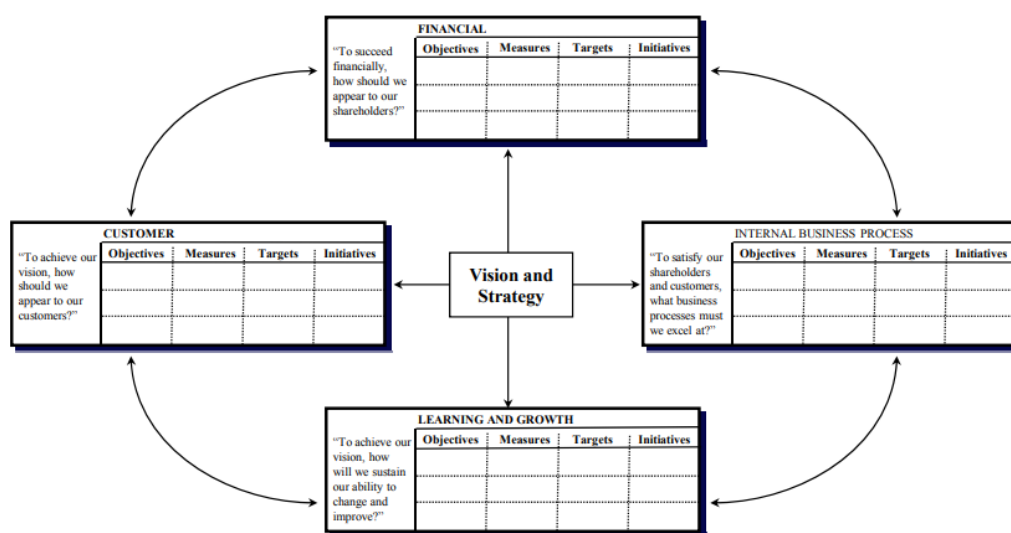 FINANCIAL
“To succeed
financially,
how should we
appear to our
shareholders?”
Objectives Measures Targets Initiatives
CUSTOMER
“To achieve our
vision, how
should we
appear to our
customers?”
Objectives Measures Targets Initiatives
Vision and
Strategy
INTERNAL BUSINESS PROCESS
“To satisfy our
shareholders
and customers,
what business
processes must
we excel at?”
Objectives Measures Targets Initiatives
LEARNING AND GROWTH
“To achieve our
vision, how
will we sustain
our ability to
change and
improve?”
Objectives Measures Targets Initiatives